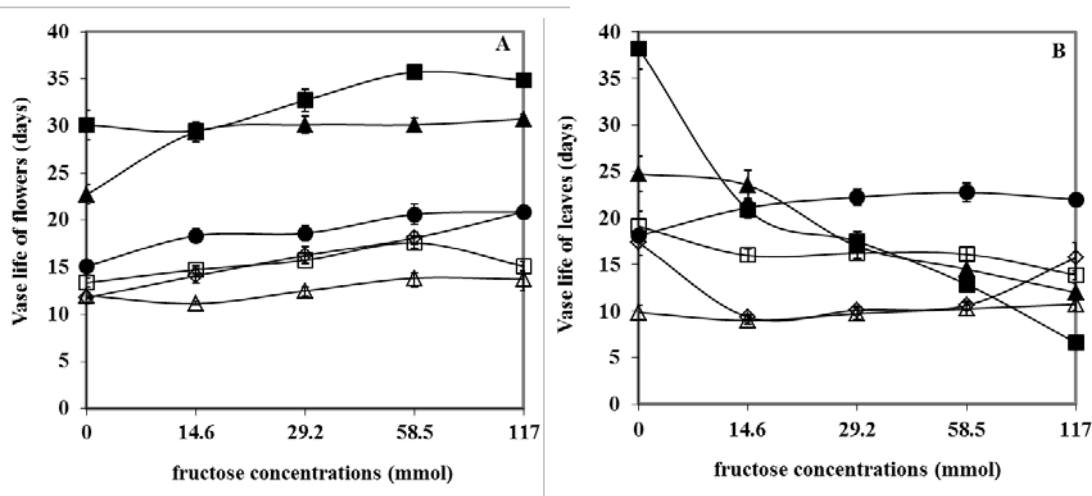 A
Vase life of flowers (days)
40
35
30
25
20
15
10
5
0
0 14.6 29.2 58.5 117
fructose concentrations (mmol)
B
Vase life of leaves (days)
40
35
30
25
20
15
10
5
0
0 14.6 29.2 58.5 117
fructose concentrations (mmol)